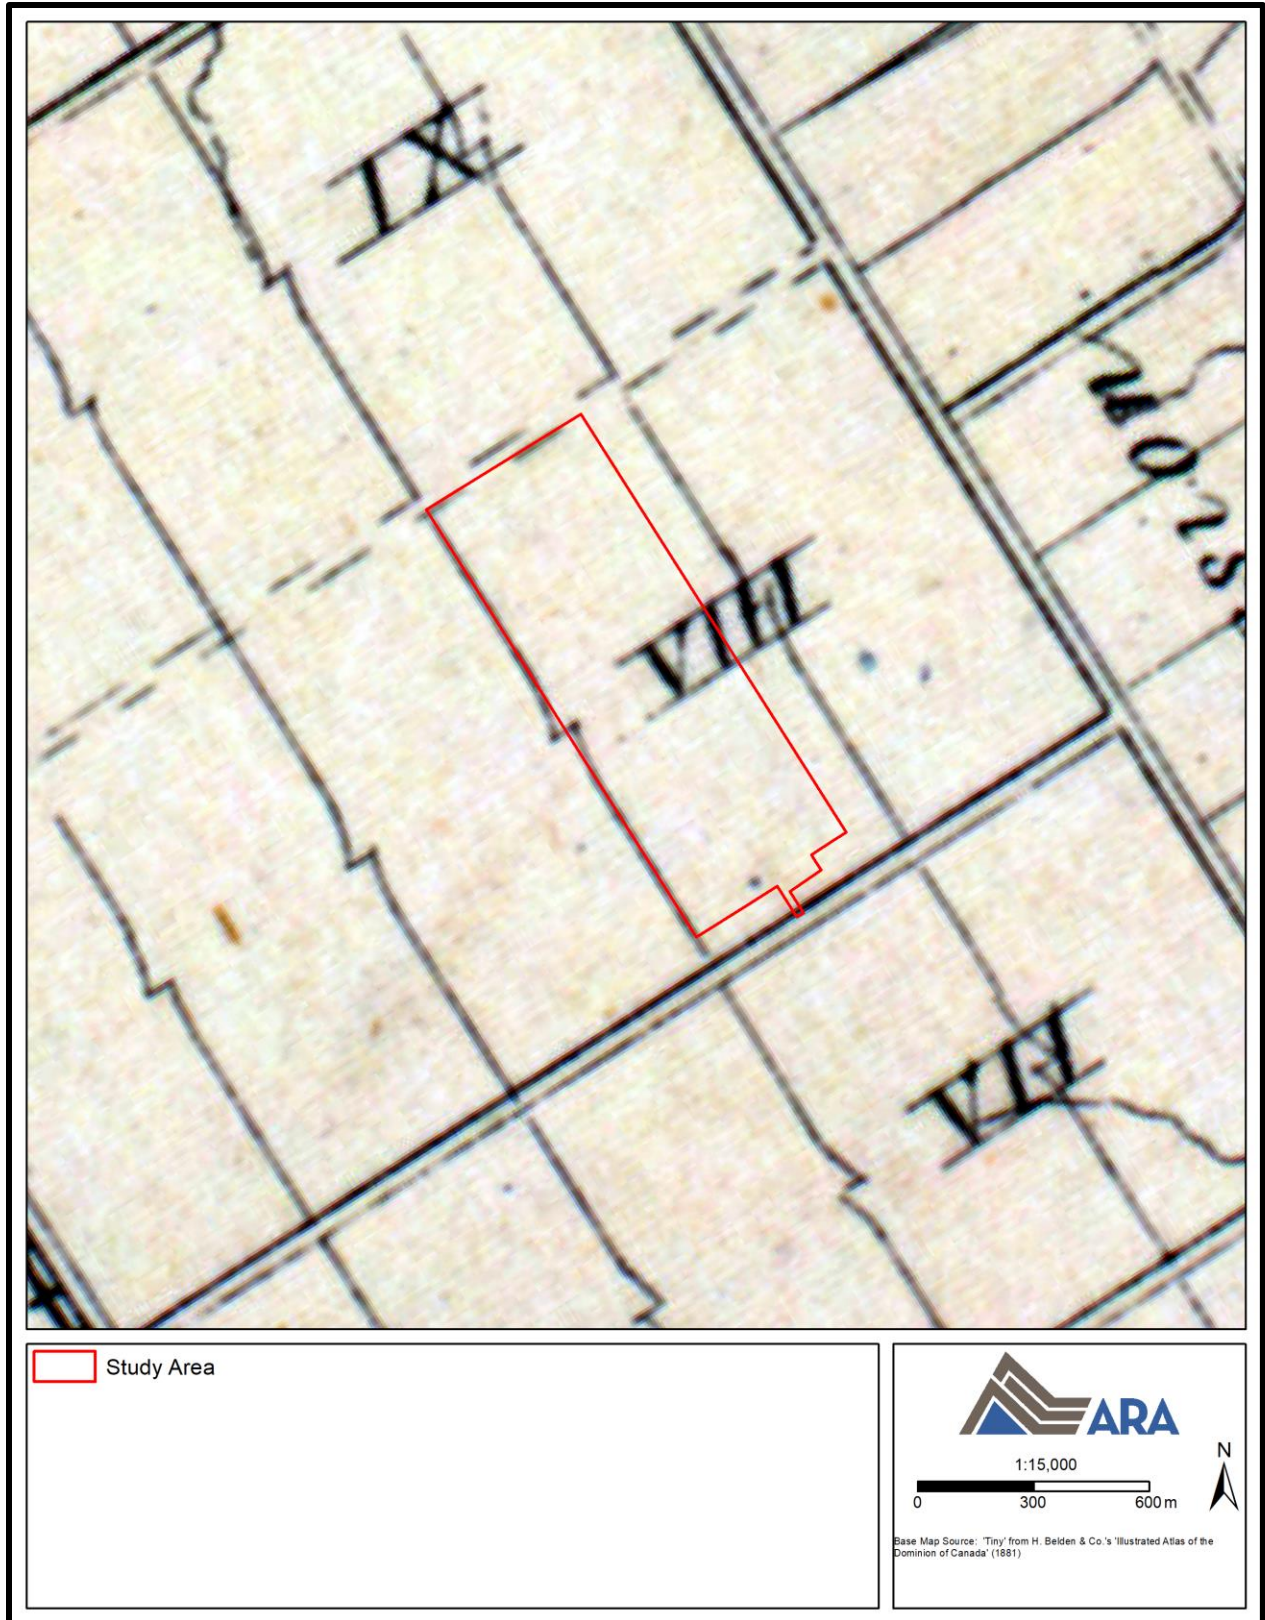 IX
VIII
VII
Study Area
ARA
1:15,000
N
0 300 600 m
Base Map Source: 'Tiny' from H. Belden & Co.'s 'Illustrated Atlas of the
Dominion of Canada' (1881)